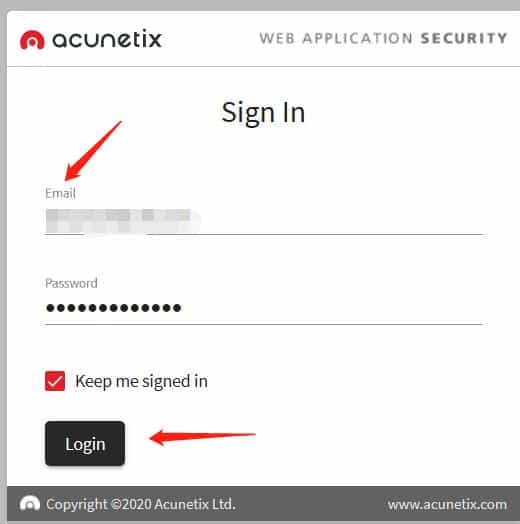 acunetix WEB APPLICATION SECURITY
Sign In
Email
Password
Keep me signed in
Login
Copyright ©2020 Acunetix Ltd. www.acunetix.com